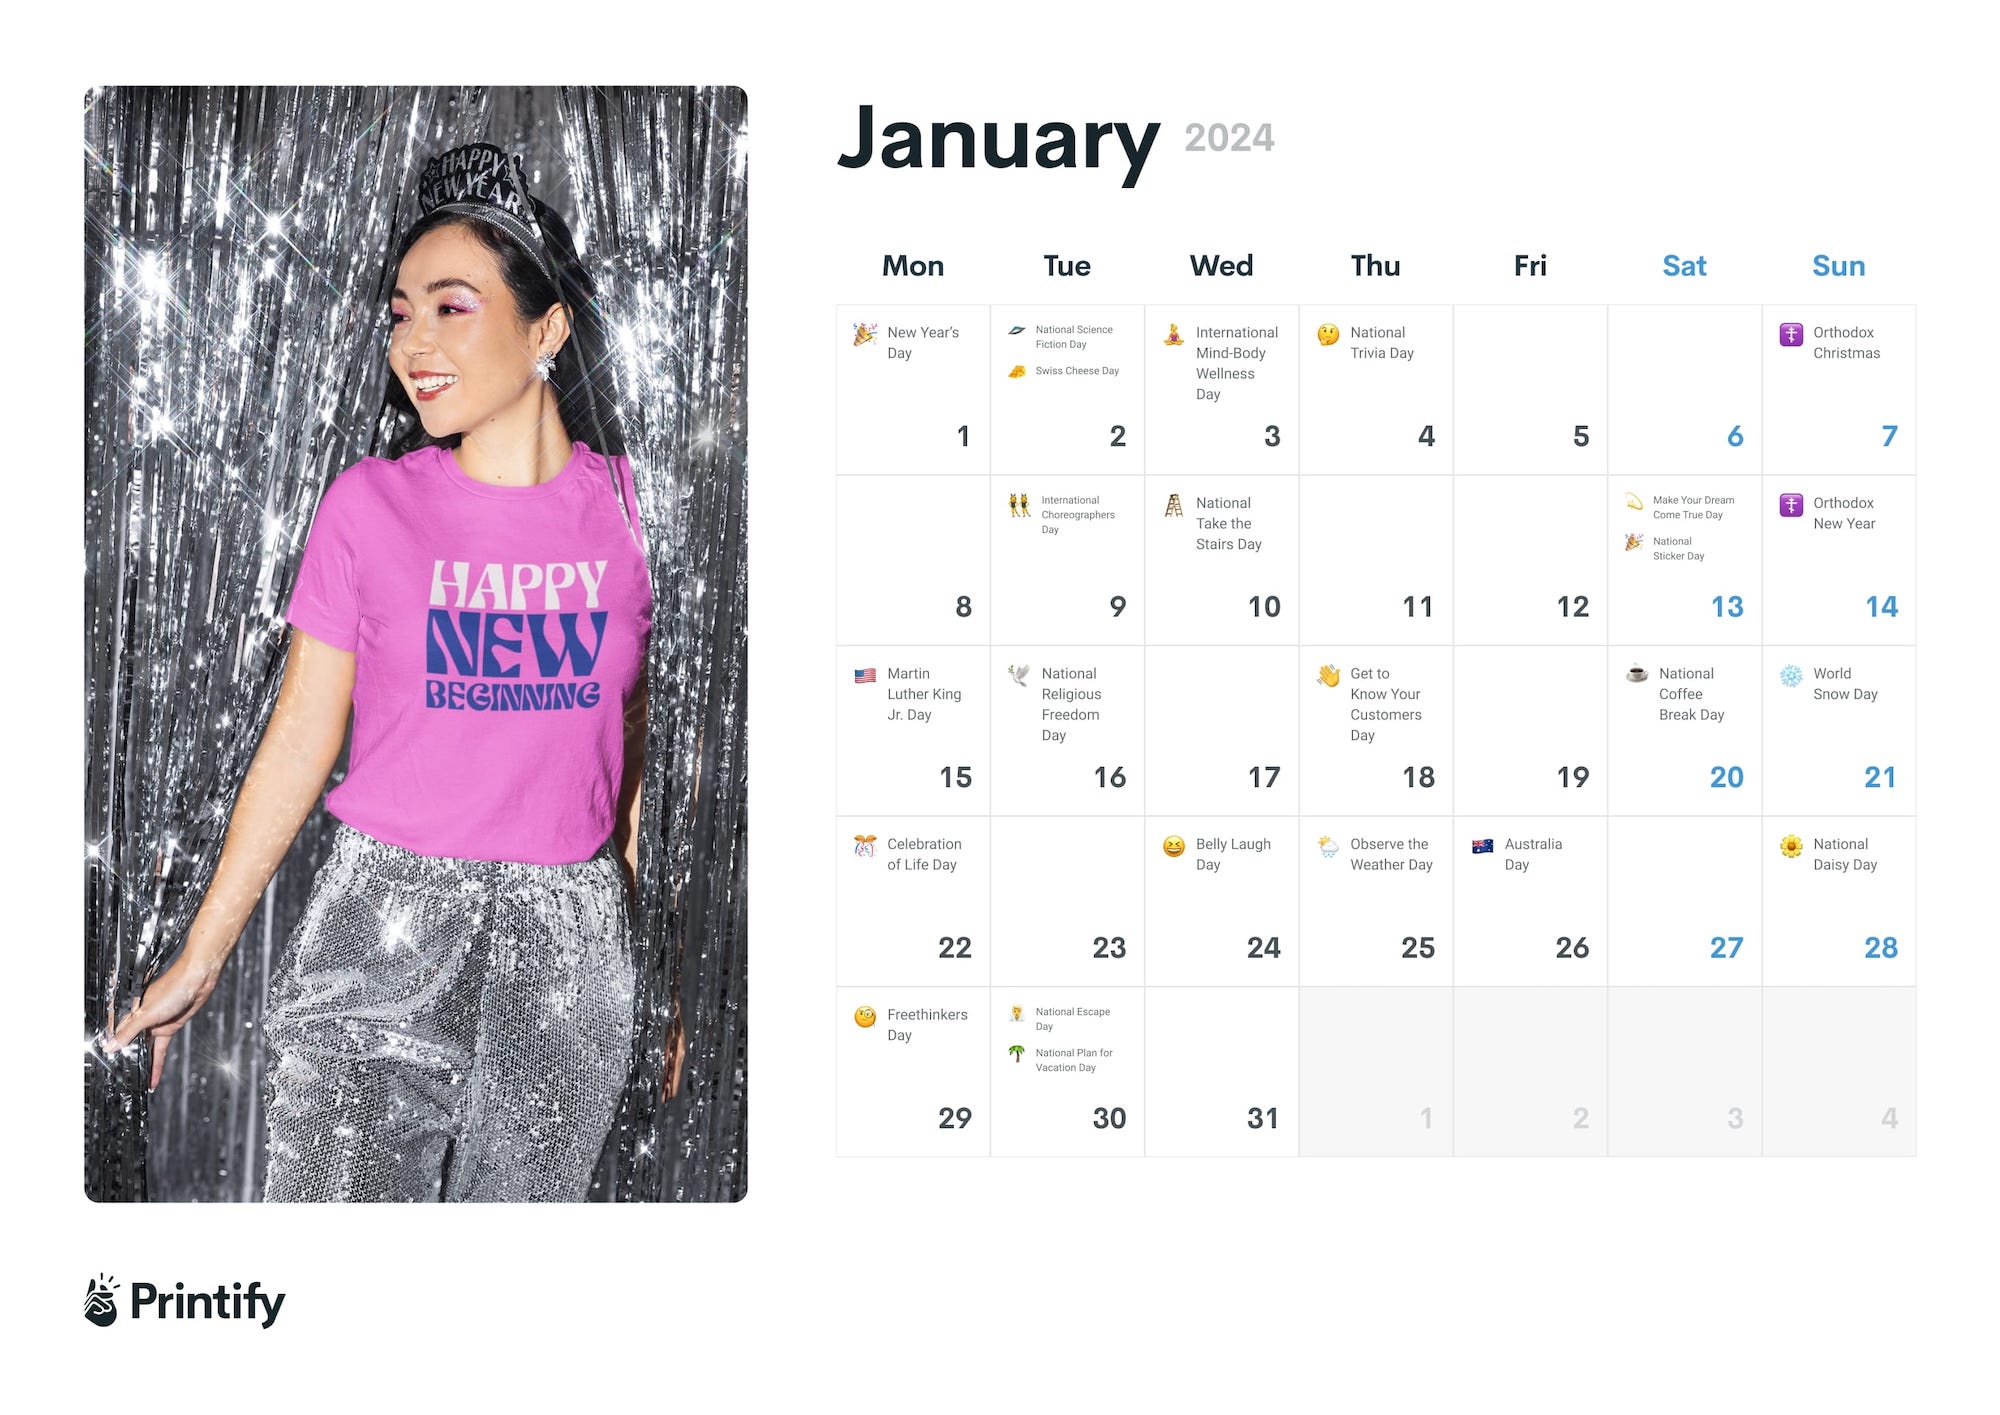 HAPPY
NEW YEAR
HAPPY
NEW
BEGINNING
Printify
January 2024
Mon Tue Wed Thu Fri Sat Sun
New Year's
Day
1
National Science
Fiction Day
Swiss Cheese Day
2
International
Mind-Body
Wellness
Day
3
National
Trivia Day
4
5
6
Orthodox
Christmas
7
8
International
Choreographers
Day
9
National
Take the
Stairs Day
10
11
12
Make Your Dream
Come True Day
National
Sticker Day
13
Orthodox
New Year
14
Martin
Luther King
Jr. Day
15
National
Religious
Freedom
Day
16
17
Get to
Know Your
Customers
Day
18
19
National
Coffee
Break Day
20
World
Snow Day
21
Celebration
of Life Day
22
23
Belly Laugh
Day
24
Observe the
Weather Day
25
Australia
Day
26
27
National
Daisy Day
28
Freethinkers
Day
29
National Escape
Day
National Plan for
Vacation Day
30
31
1
2
3
4